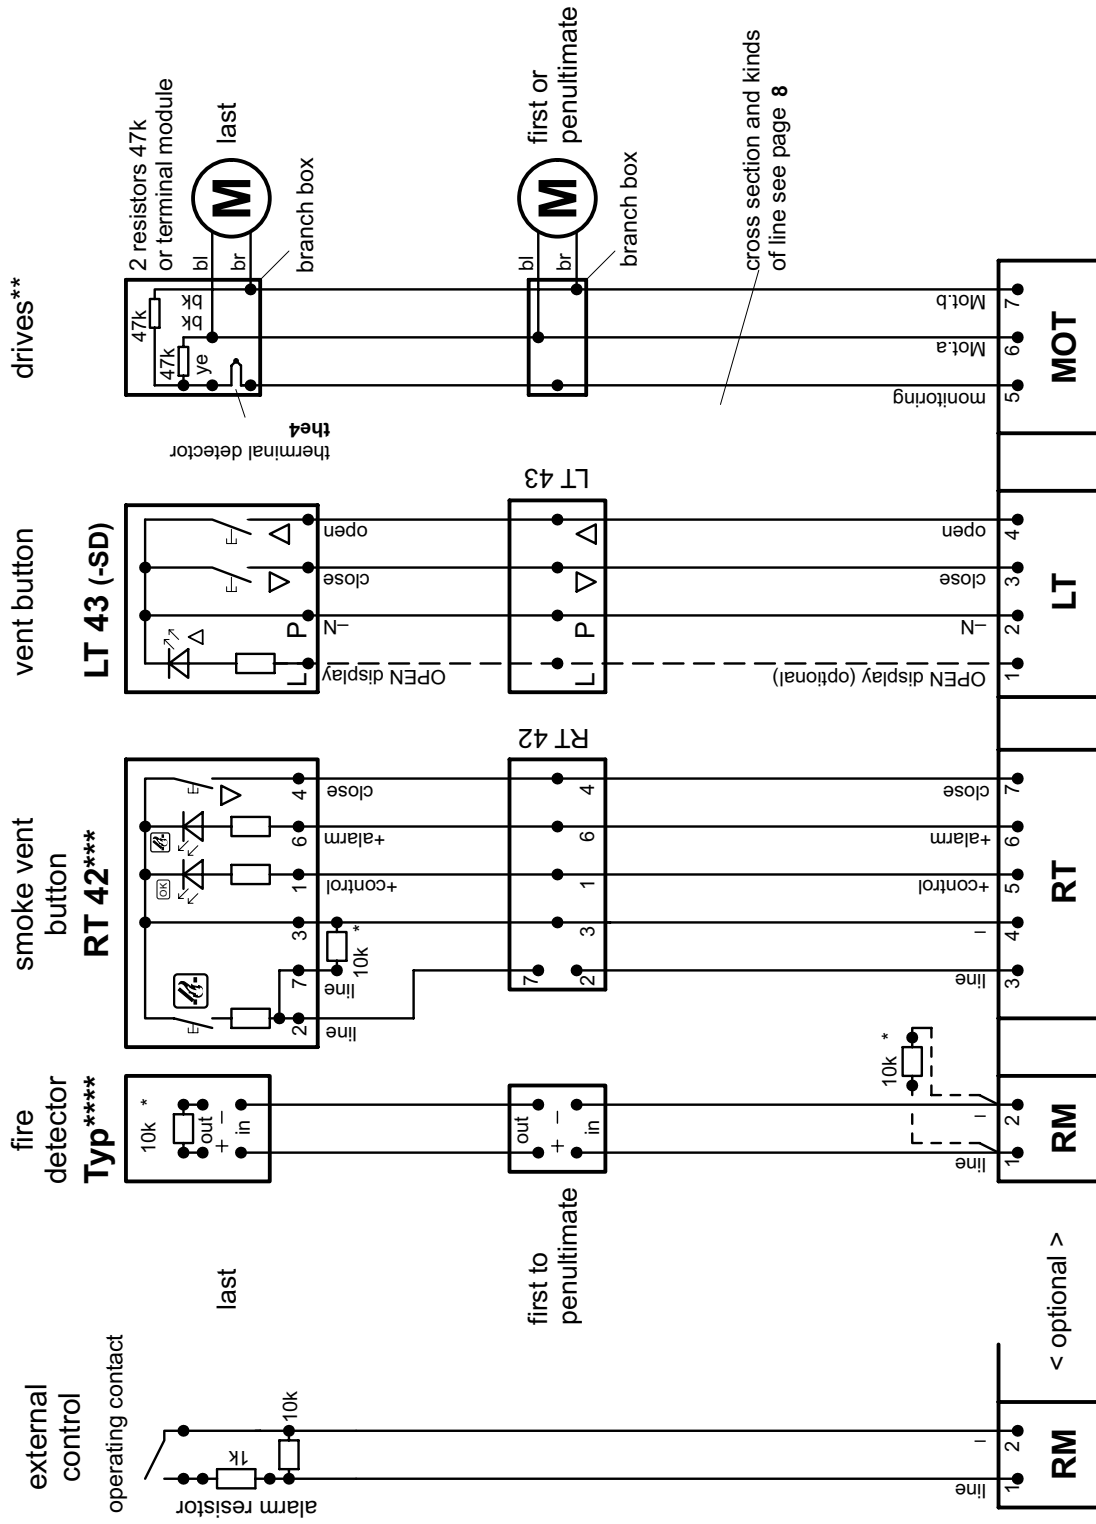 external
control
operating contact
alarm resistor
1k
10k
line
–
1
2
RM
< optional >
last
first to
penultimate
fire
detector
Typ****
10k *
out
+ –
in
out
+ –
in
10k *
line
–
1
2
RM
smoke vent
button
RT 42***
OK
2
7
3
1
6
4
line
line
10k *
+control
+alarm
close
RT 42
7
2
3
1
6
4
line
–
+control
+alarm
close
3
4
5
6
7
RT
vent button
LT 43 (-SD)
L
P
OPEN display
–N
close
open
LT 43
L
P
OPEN display (optional)
–N
close
open
1
2
3
4
LT
drives**
2 resistors 47k
or terminal module
47k
47k
ye
bk
bk
bl
br
M
last
branch box
therminal detector
the4
first or
penultimate
bl
br
M
branch box
cross section and kinds
of line see page 8
monitoring
Mot.a
Mot.b
5
6
7
MOT